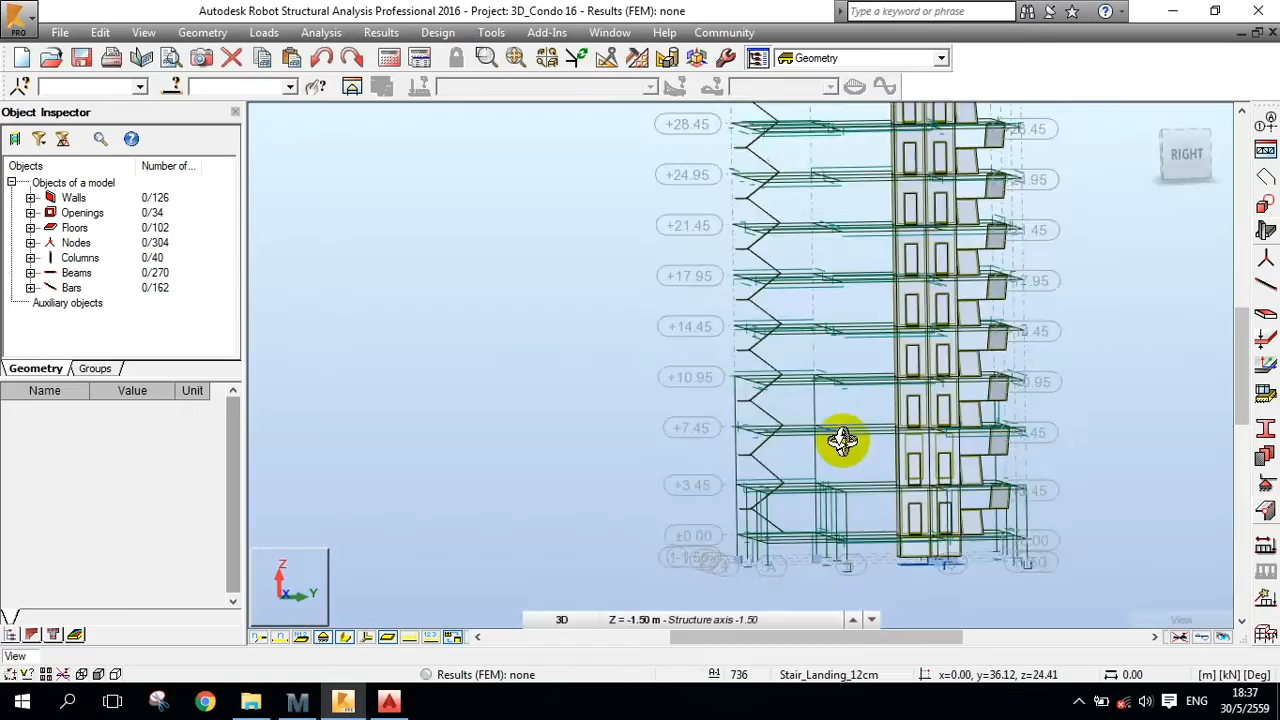 Autodesk Robot Structural Analysis Professional 2016 - Project: 3D_Condo 16 - Results (FEM): none
Type a keyword or phrase
PRO
File Edit View Geometry Loads Analysis Results Design Tools Add-Ins Window Help Community
Geometry
Object Inspector
Objects Number of...
Objects of a model
Walls 0/126
Openings 0/34
Floors 0/102
Nodes 0/304
Columns 0/40
Beams 0/270
Bars 0/162
Auxiliary objects
Geometry Groups
Name Value Unit
+28.45
+24.95
+21.45
+17.95
+14.45
+10.95
+7.45
+3.45
±0.00
RIGHT
Z
X Y
3D Z = -1.50 m - Structure axis -1.50
View
View
Results (FEM): none 736 Stair_Landing_12cm x=0.00, y=36.12, z=24.41 0.00 [m] [kN] [Deg]
ENG 18:37
30/5/2559